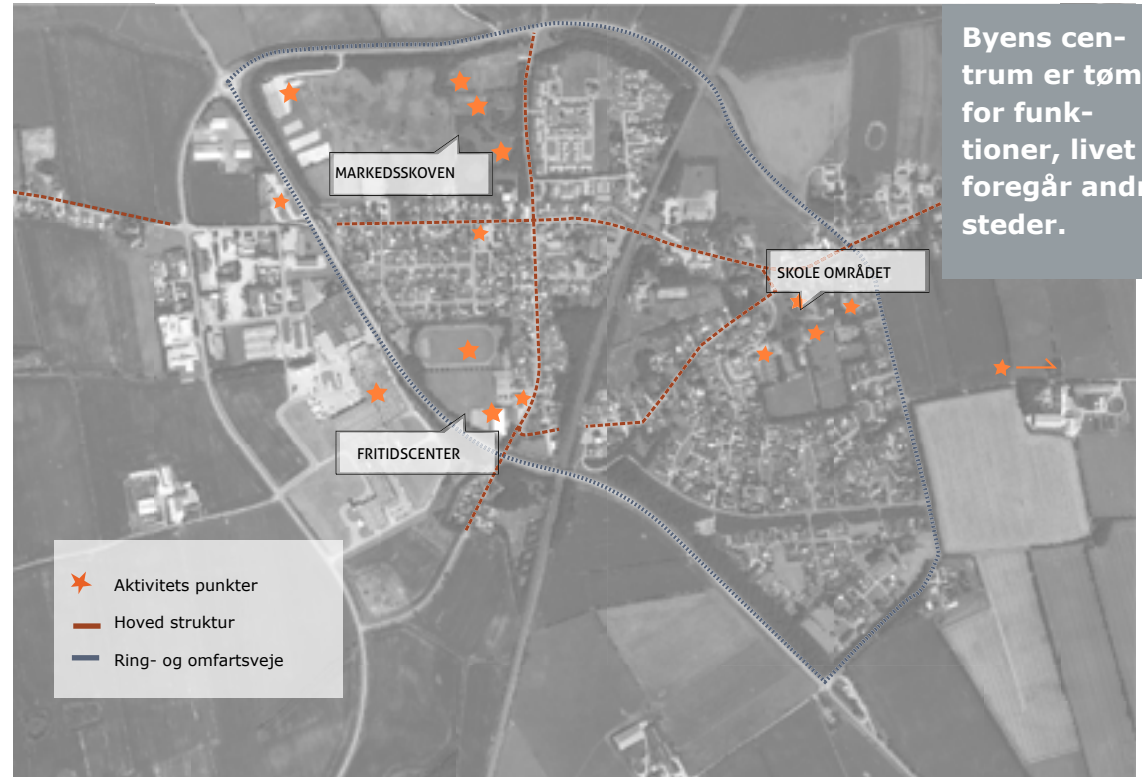 Byens cen-
trum er tøm
for funk-
tioner, livet
foregår andr
steder.
MARKEDSSKOVEN
SKOLE OMRÅDET
FRITIDSCENTER
Aktivitets punkter
Hoved struktur
Ring- og omfartsveje